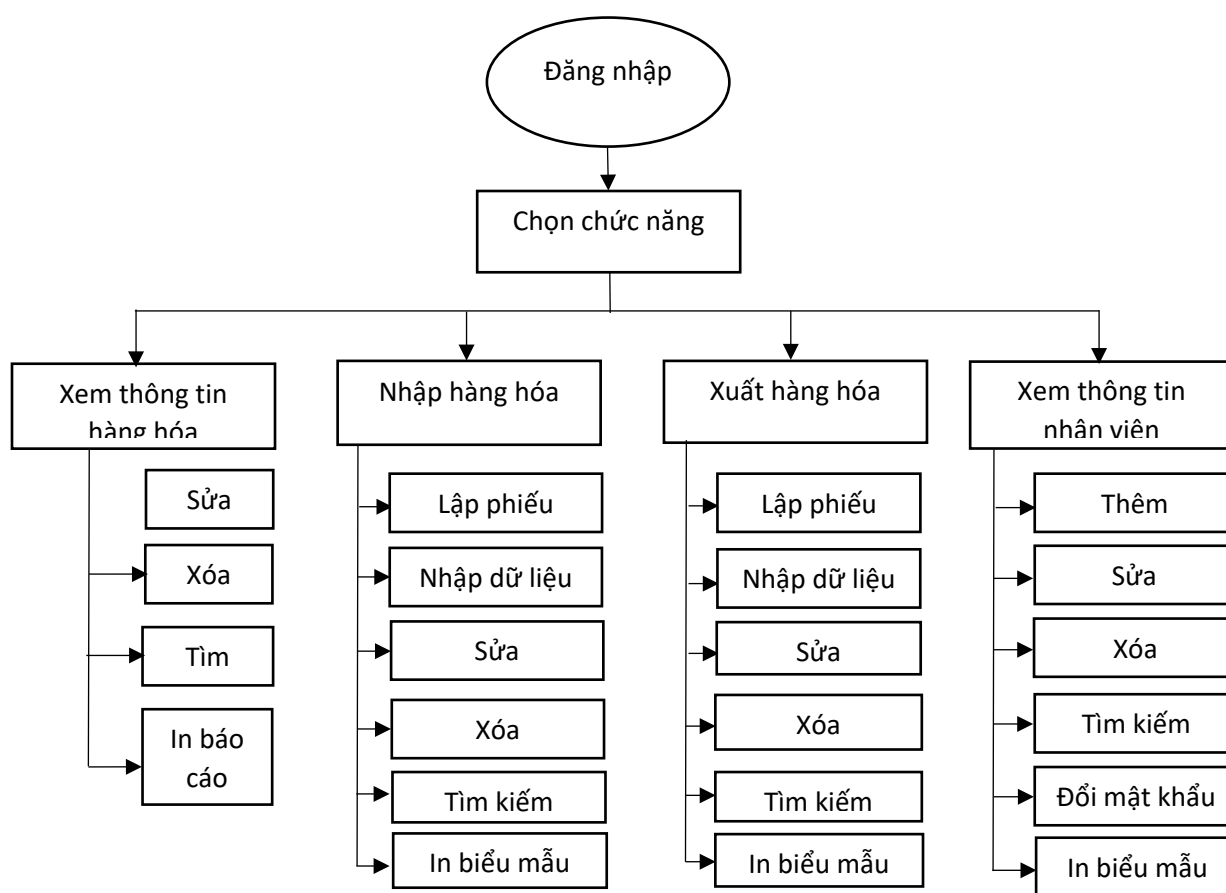 Đăng nhập
Chọn chức năng
Xem thông tin
hàng hóa
Nhập hàng hóa
Xuất hàng hóa
Xem thông tin
nhân viên
Sửa
Xóa
Tìm
In báo
cáo
Lập phiếu
Nhập dữ liệu
Sửa
Xóa
Tìm kiếm
In biểu mẫu
Lập phiếu
Nhập dữ liệu
Sửa
Xóa
Tìm kiếm
In biểu mẫu
Thêm
Sửa
Xóa
Tìm kiếm
Đổi mật khẩu
In biểu mẫu